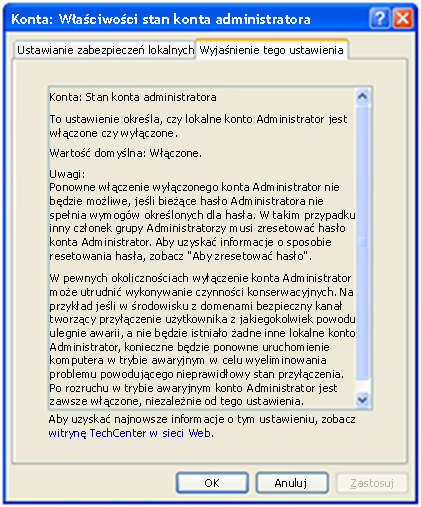 Konta: Właściwości stan konta administratora
Ustawianie zabezpieczeń lokalnych
Wyjaśnienie tego ustawienia
Konta: Stan konta administratora
To ustawienie określa, czy lokalne konto Administrator jest
włączone czy wyłączone.
Wartość domyślna: Włączone.
Uwagi:
Ponowne włączenie wyłączonego konta Administrator nie
będzie możliwe, jeśli bieżące hasło Administratora nie
spełnia wymogów określonych dla hasła. W takim przypadku
inny członek grupy Administratorzy musi zresetować hasło
konta Administrator. Aby uzyskać informacje o sposobie
resetowania hasła, zobacz "Aby zresetować hasło".
W pewnych okolicznościach wyłączenie konta Administrator
może utrudnić wykonywanie czynności konserwacyjnych. Na
przykład jeśli w środowisku z domenami bezpieczny kanał
tworzący przyłączenie użytkownika z jakiegokolwiek powodu
ulegnie awarii, a nie będzie istniało żadne inne lokalne konto
Administrator, konieczne będzie ponowne uruchomienie
komputera w trybie awaryjnym w celu wyeliminowania
problemu powodującego nieprawidłowy stan przyłączenia.
Po rozruchu w trybie awaryjnym konto Administrator jest
zawsze włączone, niezależnie od tego ustawienia.
Aby uzyskać najnowsze informacje o tym ustawieniu, zobacz
witrynę TechCenter w sieci Web.
OK
Anuluj
Zastosuj